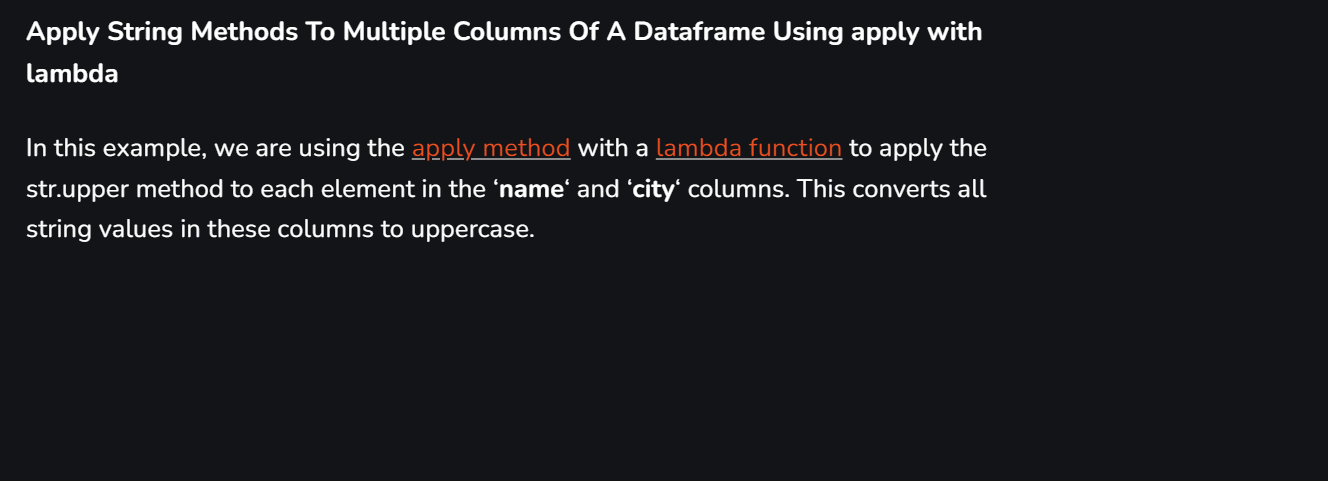 Apply String Methods To Multiple Columns Of A Dataframe Using apply with
lambda
In this example, we are using the apply method with a lambda function to apply the
str.upper method to each element in the ‘name‘ and ‘city‘ columns. This converts all
string values in these columns to uppercase.